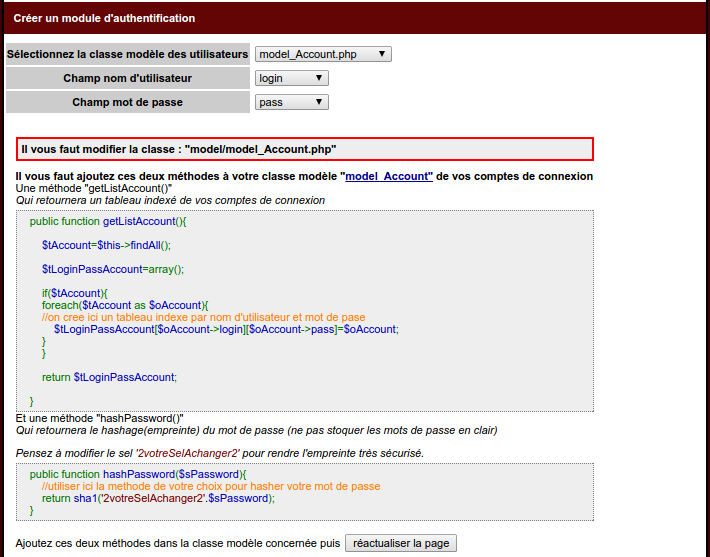 Créer un module d'authentification
Sélectionnez la classe modèle des utilisateurs model_Account.php
Champ nom d'utilisateur login
Champ mot de passe pass
Il vous faut modifier la classe : "model/model_Account.php"
Il vous faut ajoutez ces deux méthodes à votre classe modèle "model_Account" de vos comptes de connexion
Une méthode "getListAccount()"
Qui retournera un tableau indexé de vos comptes de connexion
public function getListAccount(){
$tAccount=$this->findAll();
$tLoginPassAccount=array();
if($tAccount){
foreach($tAccount as $oAccount){
//on cree ici un tableau indexe par nom d'utilisateur et mot de pase
$tLoginPassAccount[$oAccount->login][$oAccount->pass]=$oAccount;
}
}
return $tLoginPassAccount;
}
Et une méthode "hashPassword()"
Qui retournera le hashage(empreinte) du mot de passe (ne pas stoquer les mots de passe en clair)
Pensez à modifier le sel '2votreSelAchanger2' pour rendre l'empreinte très sécurisé.
public function hashPassword($sPassword){
//utiliser ici la methode de votre choix pour hasher votre mot de passe
return sha1('2votreSelAchanger2'.$sPassword);
}
Ajoutez ces deux méthodes dans la classe modèle concernée puis réactualiser la page